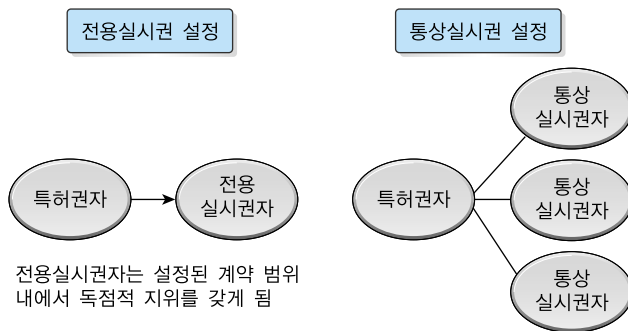 전용실시권 설정
특허권자
전용
실시권자
전용실시권자는 설정된 계약 범위
내에서 독점적 지위를 갖게 됨
통상실시권 설정
특허권자
통상
실시권자
통상
실시권자
통상
실시권자